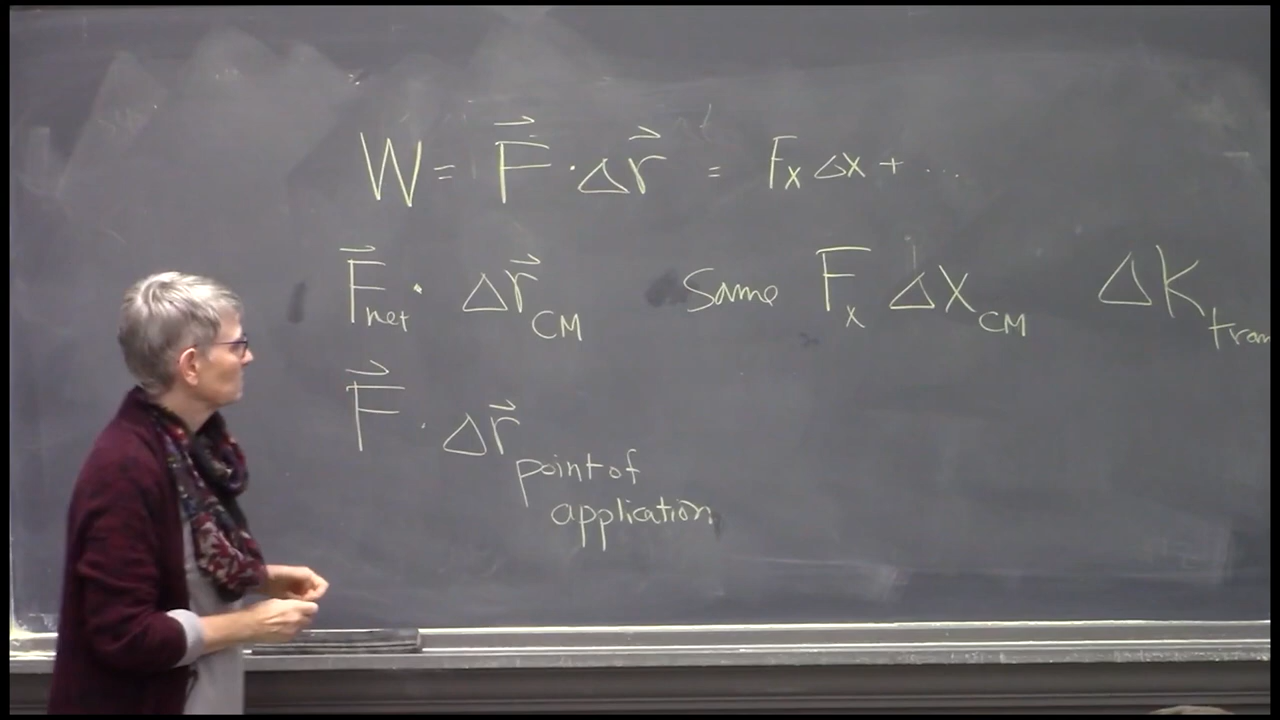 W = F⃗ · Δr⃗ = Fₓ Δx + ...
F⃗net · Δr⃗CM Same Fₓ ΔxCM ΔKtran
F⃗ · Δr⃗point of
application